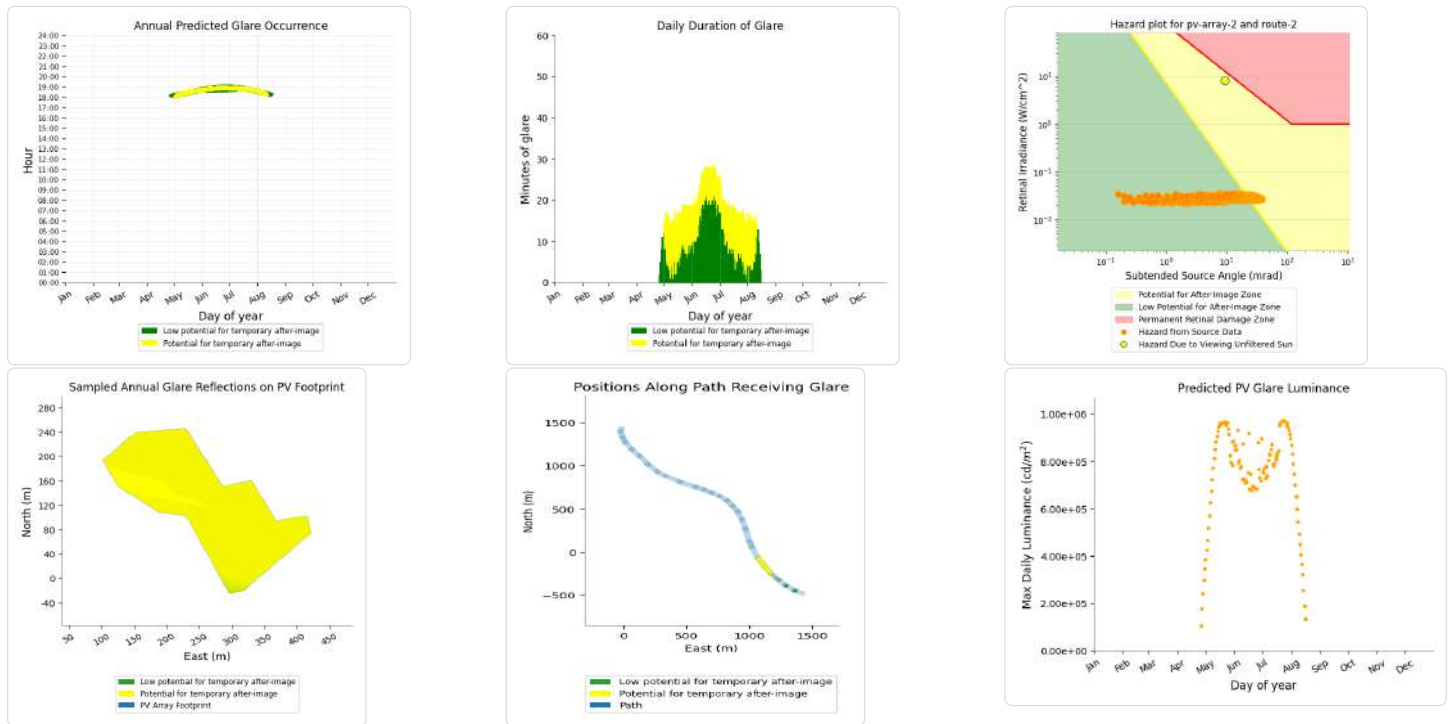 Annual Predicted Glare Occurrence
24:00
23:00
22:00
21:00
20:00
19:00
18:00
17:00
16:00
15:00
14:00
13:00
12:00
11:00
10:00
09:00
08:00
07:00
06:00
05:00
04:00
03:00
02:00
01:00
00:00
Hour
Jan Feb Mar Apr May Jun Jul Aug Sep Oct Nov Dec
Day of year
Low potential for temporary after-image
Potential for temporary after-image
Daily Duration of Glare
60
50
40
30
20
10
0
Minutes of glare
Jan Feb Mar Apr May Jun Jul Aug Sep Oct Nov Dec
Day of year
Low potential for temporary after-image
Potential for temporary after-image
Hazard plot for pv-array-2 and route-2
10¹
10⁰
10⁻¹
10⁻²
Retinal Irradiance (W/cm^2)
10⁻¹ 10⁰ 10¹ 10² 10³
Subtended Source Angle (mrad)
Potential for After-Image Zone
Low Potential for After-Image Zone
Permanent Retinal Damage Zone
Hazard from Source Data
Hazard Due to Viewing Unfiltered Sun
Sampled Annual Glare Reflections on PV Footprint
280
240
200
160
120
80
40
0
-40
North (m)
50 100 150 200 250 300 350 400 450
East (m)
Low potential for temporary after-image
Potential for temporary after-image
PV Array Footprint
Positions Along Path Receiving Glare
1500
1000
500
0
−500
North (m)
0 500 1000 1500
East (m)
Low potential for temporary after-image
Potential for temporary after-image
Path
Predicted PV Glare Luminance
1.00e+06
8.00e+05
6.00e+05
4.00e+05
2.00e+05
0.00e+00
Max Daily Luminance (cd/m²)
Jan Feb Mar Apr May Jun Jul Aug Sep Oct Nov Dec
Day of year